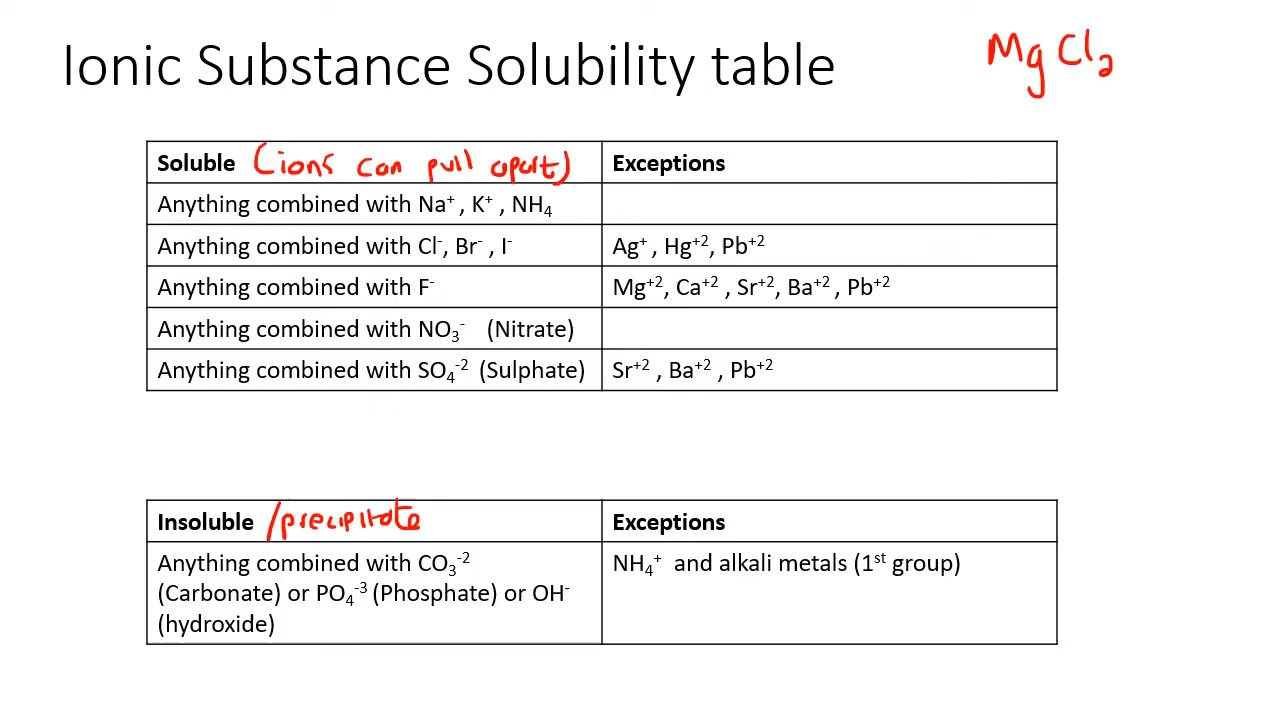 Ionic Substance Solubility table
MgCl₂
Soluble (ions can pull apart) Exceptions
Anything combined with Na⁺ , K⁺ , NH₄
Anything combined with Cl⁻, Br⁻ , I⁻ Ag⁺ , Hg⁺², Pb⁺²
Anything combined with F⁻ Mg⁺², Ca⁺² , Sr⁺², Ba⁺² , Pb⁺²
Anything combined with NO₃⁻ (Nitrate)
Anything combined with SO₄⁻² (Sulphate) Sr⁺² , Ba⁺² , Pb⁺²
Insoluble /precipitate Exceptions
Anything combined with CO₃⁻² NH₄⁺ and alkali metals (1ˢᵗ group)
(Carbonate) or PO₄⁻³ (Phosphate) or OH⁻
(hydroxide)